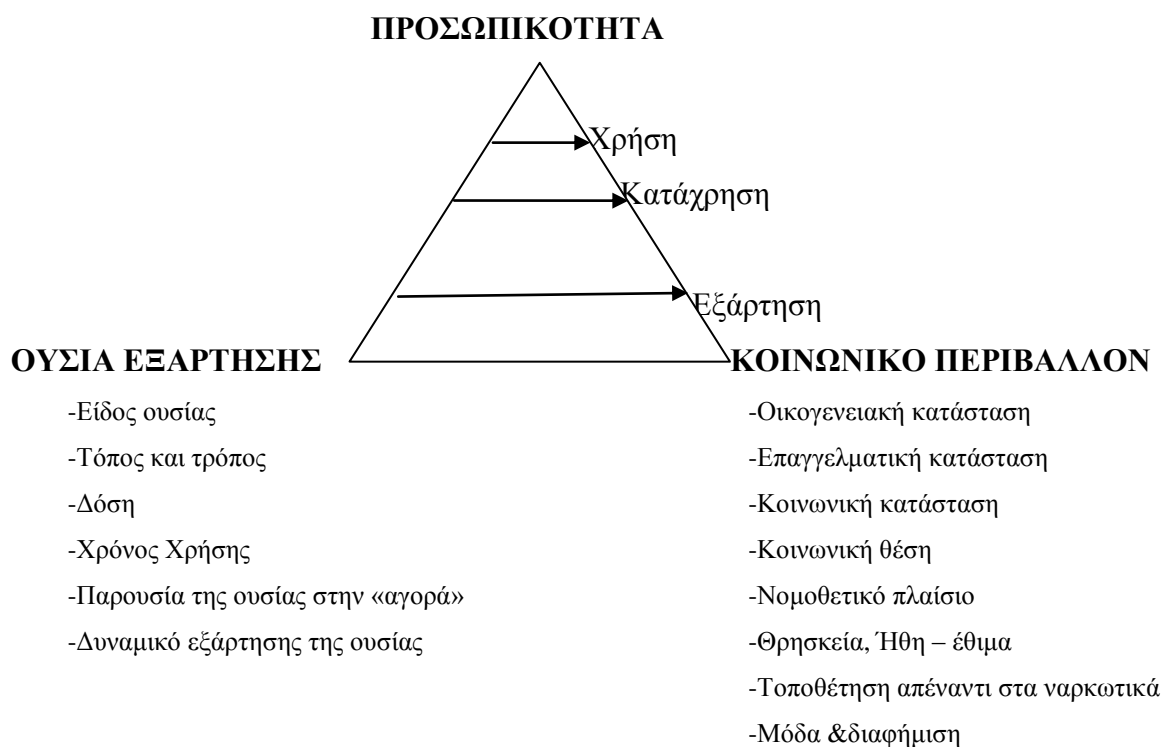 ΠΡΟΣΩΠΙΚΟΤΗΤΑ
Χρήση
Κατάχρηση
Εξάρτηση
ΟΥΣΙΑ ΕΞΑΡΤΗΣΗΣ
-Είδος ουσίας
-Τόπος και τρόπος
-Δόση
-Χρόνος Χρήσης
-Παρουσία της ουσίας στην «αγορά»
-Δυναμικό εξάρτησης της ουσίας
ΚΟΙΝΩΝΙΚΟ ΠΕΡΙΒΑΛΛΟΝ
-Οικογενειακή κατάσταση
-Επαγγελματική κατάσταση
-Κοινωνική κατάσταση
-Κοινωνική θέση
-Νομοθετικό πλαίσιο
-Θρησκεία, Ήθη – έθιμα
-Τοποθέτηση απέναντι στα ναρκωτικά
-Μόδα &διαφήμιση